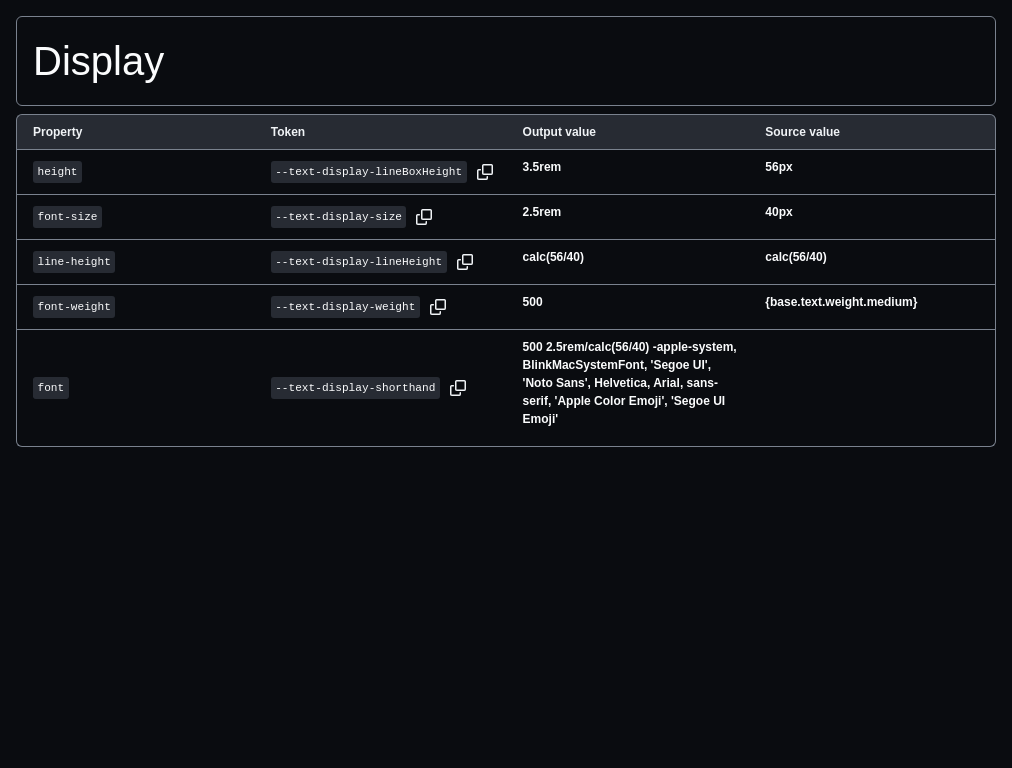 Display
Property Token Output value Source value
height --text-display-lineBoxHeight 3.5rem 56px
font-size --text-display-size 2.5rem 40px
line-height --text-display-lineHeight calc(56/40) calc(56/40)
font-weight --text-display-weight 500 {base.text.weight.medium}
font --text-display-shorthand 500 2.5rem/calc(56/40) -apple-system,
BlinkMacSystemFont, 'Segoe UI',
'Noto Sans', Helvetica, Arial, sans-
serif, 'Apple Color Emoji', 'Segoe UI
Emoji'